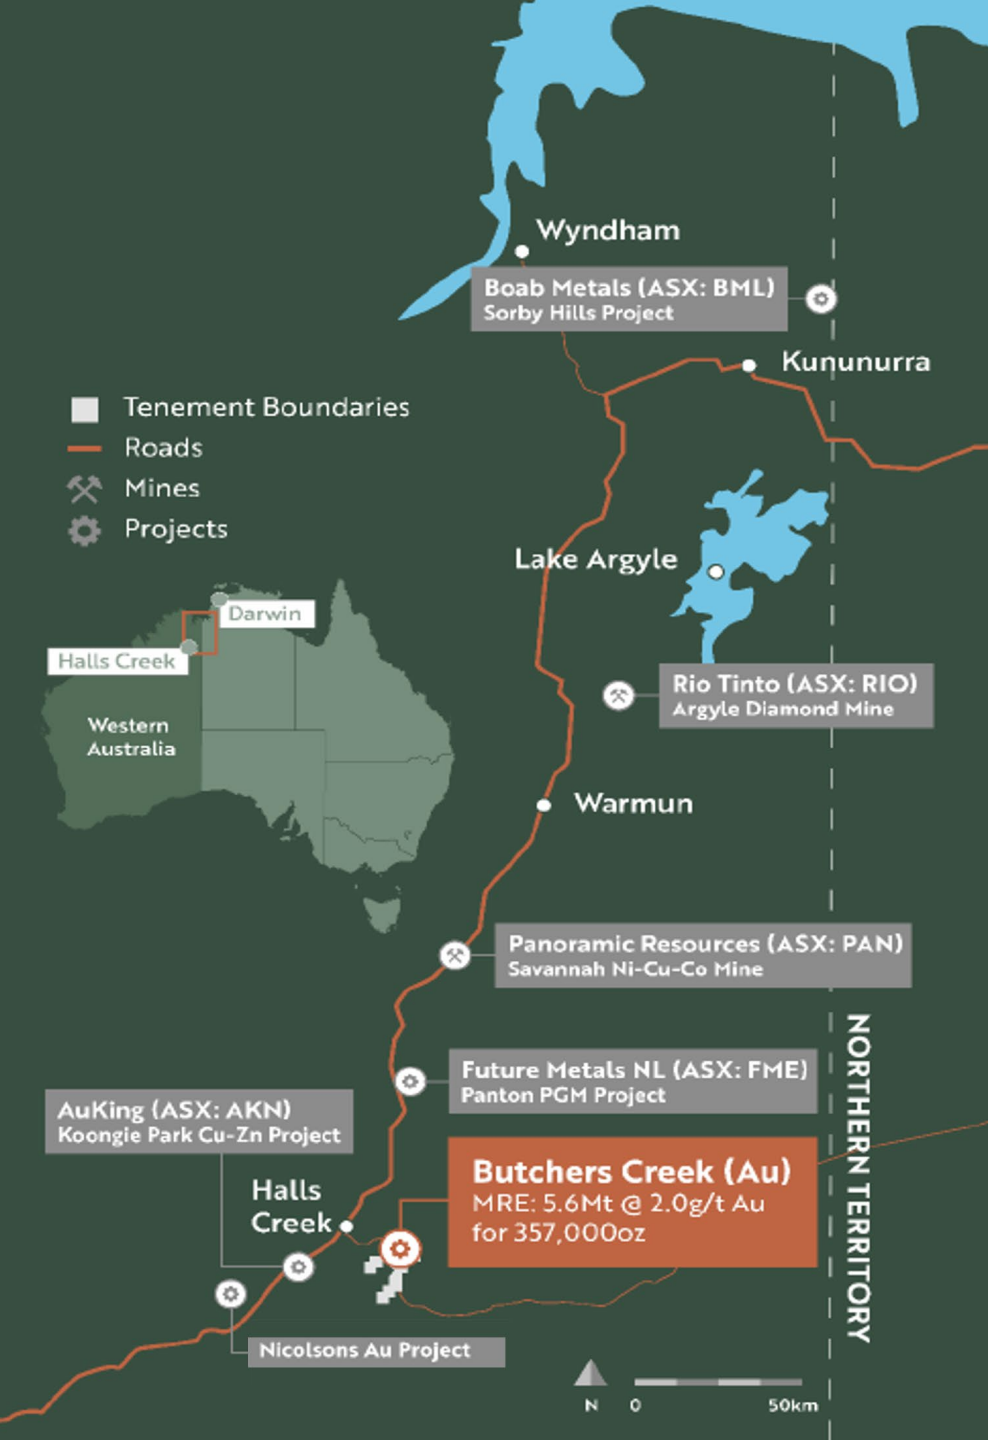 Wyndham
Boab Metals (ASX: BML)
Sorby Hills Project
Kununurra
Tenement Boundaries
Roads
Mines
Projects
Lake Argyle
Darwin
Halls Creek
Western
Australia
Rio Tinto (ASX: RIO)
Argyle Diamond Mine
Warmun
Panoramic Resources (ASX: PAN)
Savannah Ni-Cu-Co Mine
NORTHERN TERRITORY
Future Metals NL (ASX: FME)
Panton PGM Project
AuKing (ASX: AKN)
Koongie Park Cu-Zn Project
Butchers Creek (Au)
MRE: 5.6Mt @ 2.0g/t Au
for 357,000oz
Halls
Creek
Nicolsons Au Project
N
0
50km